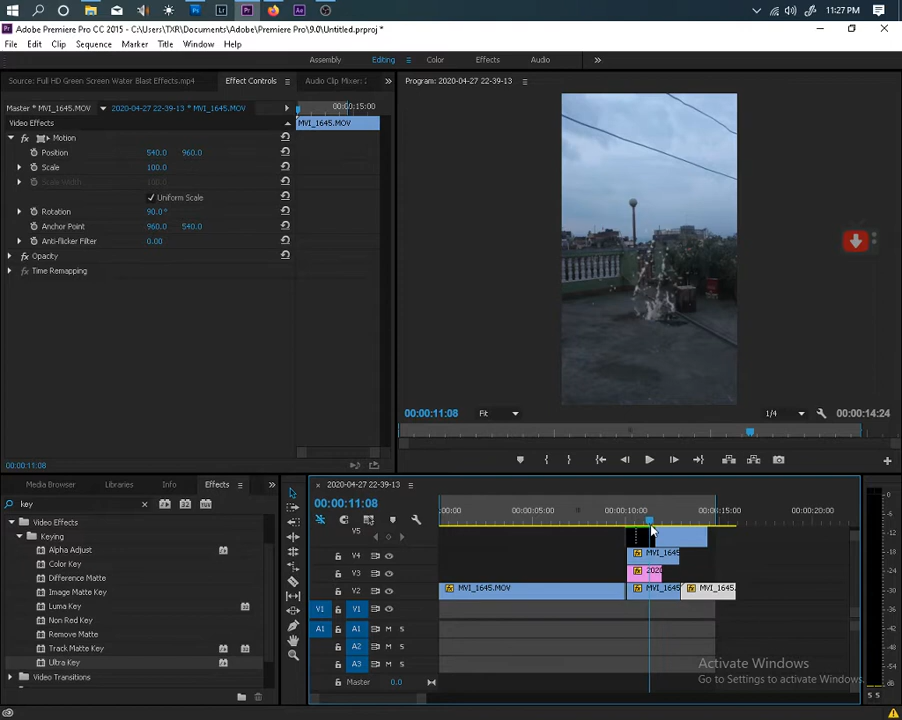 11:27 PM
Adobe Premiere Pro CC 2015 - C:\Users\TXR\Documents\Adobe\Premiere Pro\9.0\Untitled.prproj *
File Edit Clip Sequence Marker Title Window Help
Assembly Editing Color Effects Audio
Source: Full HD Green Screen Water Blast Effects.mp4 Effect Controls Audio Clip Mixer: Program: 2020-04-27 22-39-13
Master * MVI_1645.MOV 2020-04-27 22-39-13 * MVI_1645.MOV 00:00:15:00
Video Effects MVI_1645.MOV
Motion
Position 540.0 960.0
Scale 100.0
Scale Width 100.0
Uniform Scale
Rotation 90.0°
Anchor Point 960.0 540.0
Anti-flicker Filter 0.00
Opacity
Time Remapping
00:00:11:08 Fit 1/4 00:00:14:24
00:00:11:08
Media Browser Libraries Info Effects
key
Video Effects
Keying
Alpha Adjust
Color Key
Difference Matte
Image Matte Key
Luma Key
Non Red Key
Remove Matte
Track Matte Key
Ultra Key
Video Transitions
2020-04-27 22-39-13
00:00:11:08
:00:00 00:00:05:00 00:00:10:00 00:00:15:00 00:00:20:00
V5
V4 MVI_1645
V3 2020
V2 MVI_1645.MOV MVI_1645 MVI_1645.
V1 V1
A1 A1 M S
A2 M S
A3 M S
Master 0.0
0
S S
Activate Windows
Go to Settings to activate Windows.